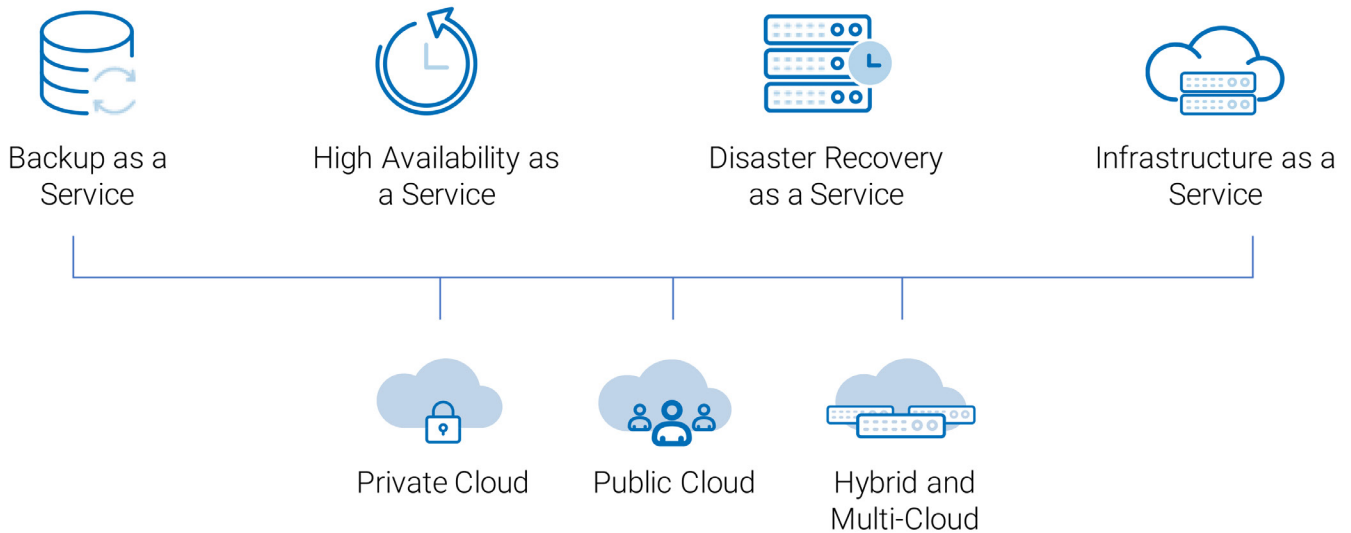 Backup as a
Service
High Availability as
a Service
Disaster Recovery
as a Service
Infrastructure as a
Service
Private Cloud
Public Cloud
Hybrid and
Multi-Cloud